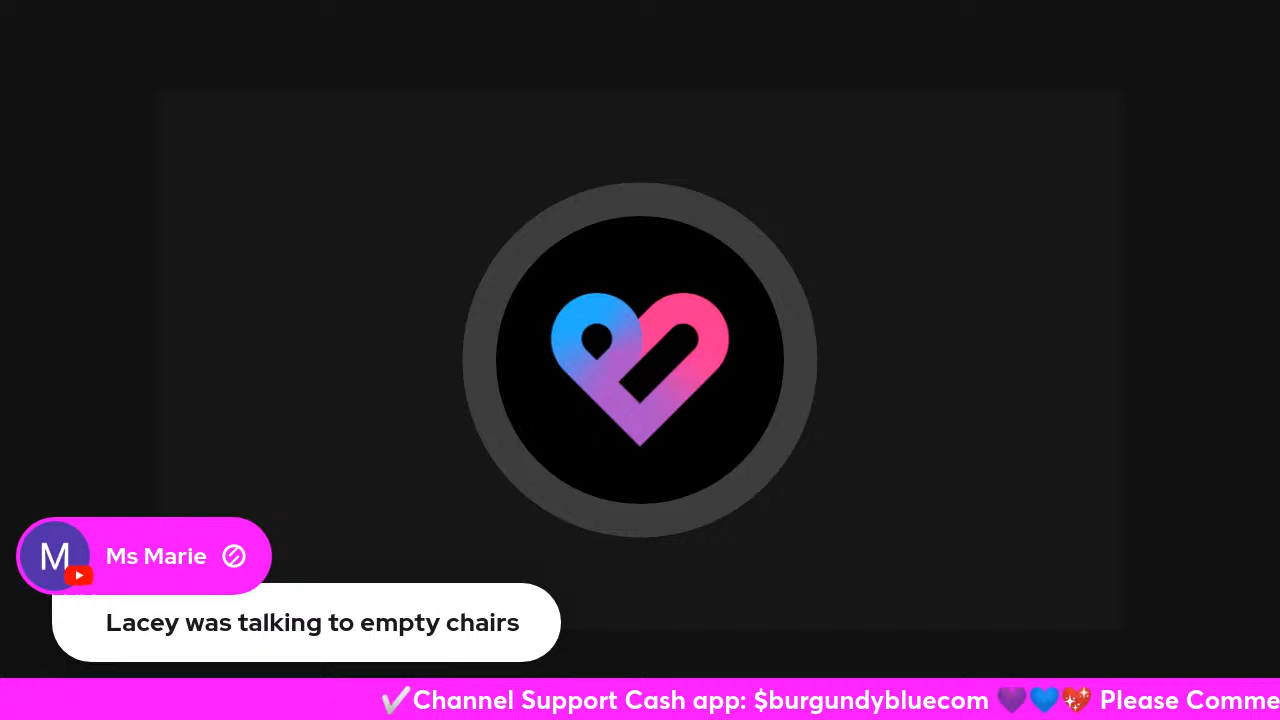 M
Ms Marie
Lacey was talking to empty chairs
✔️Channel Support Cash app: $burgundybluecom 💜💙💖 Please Comme